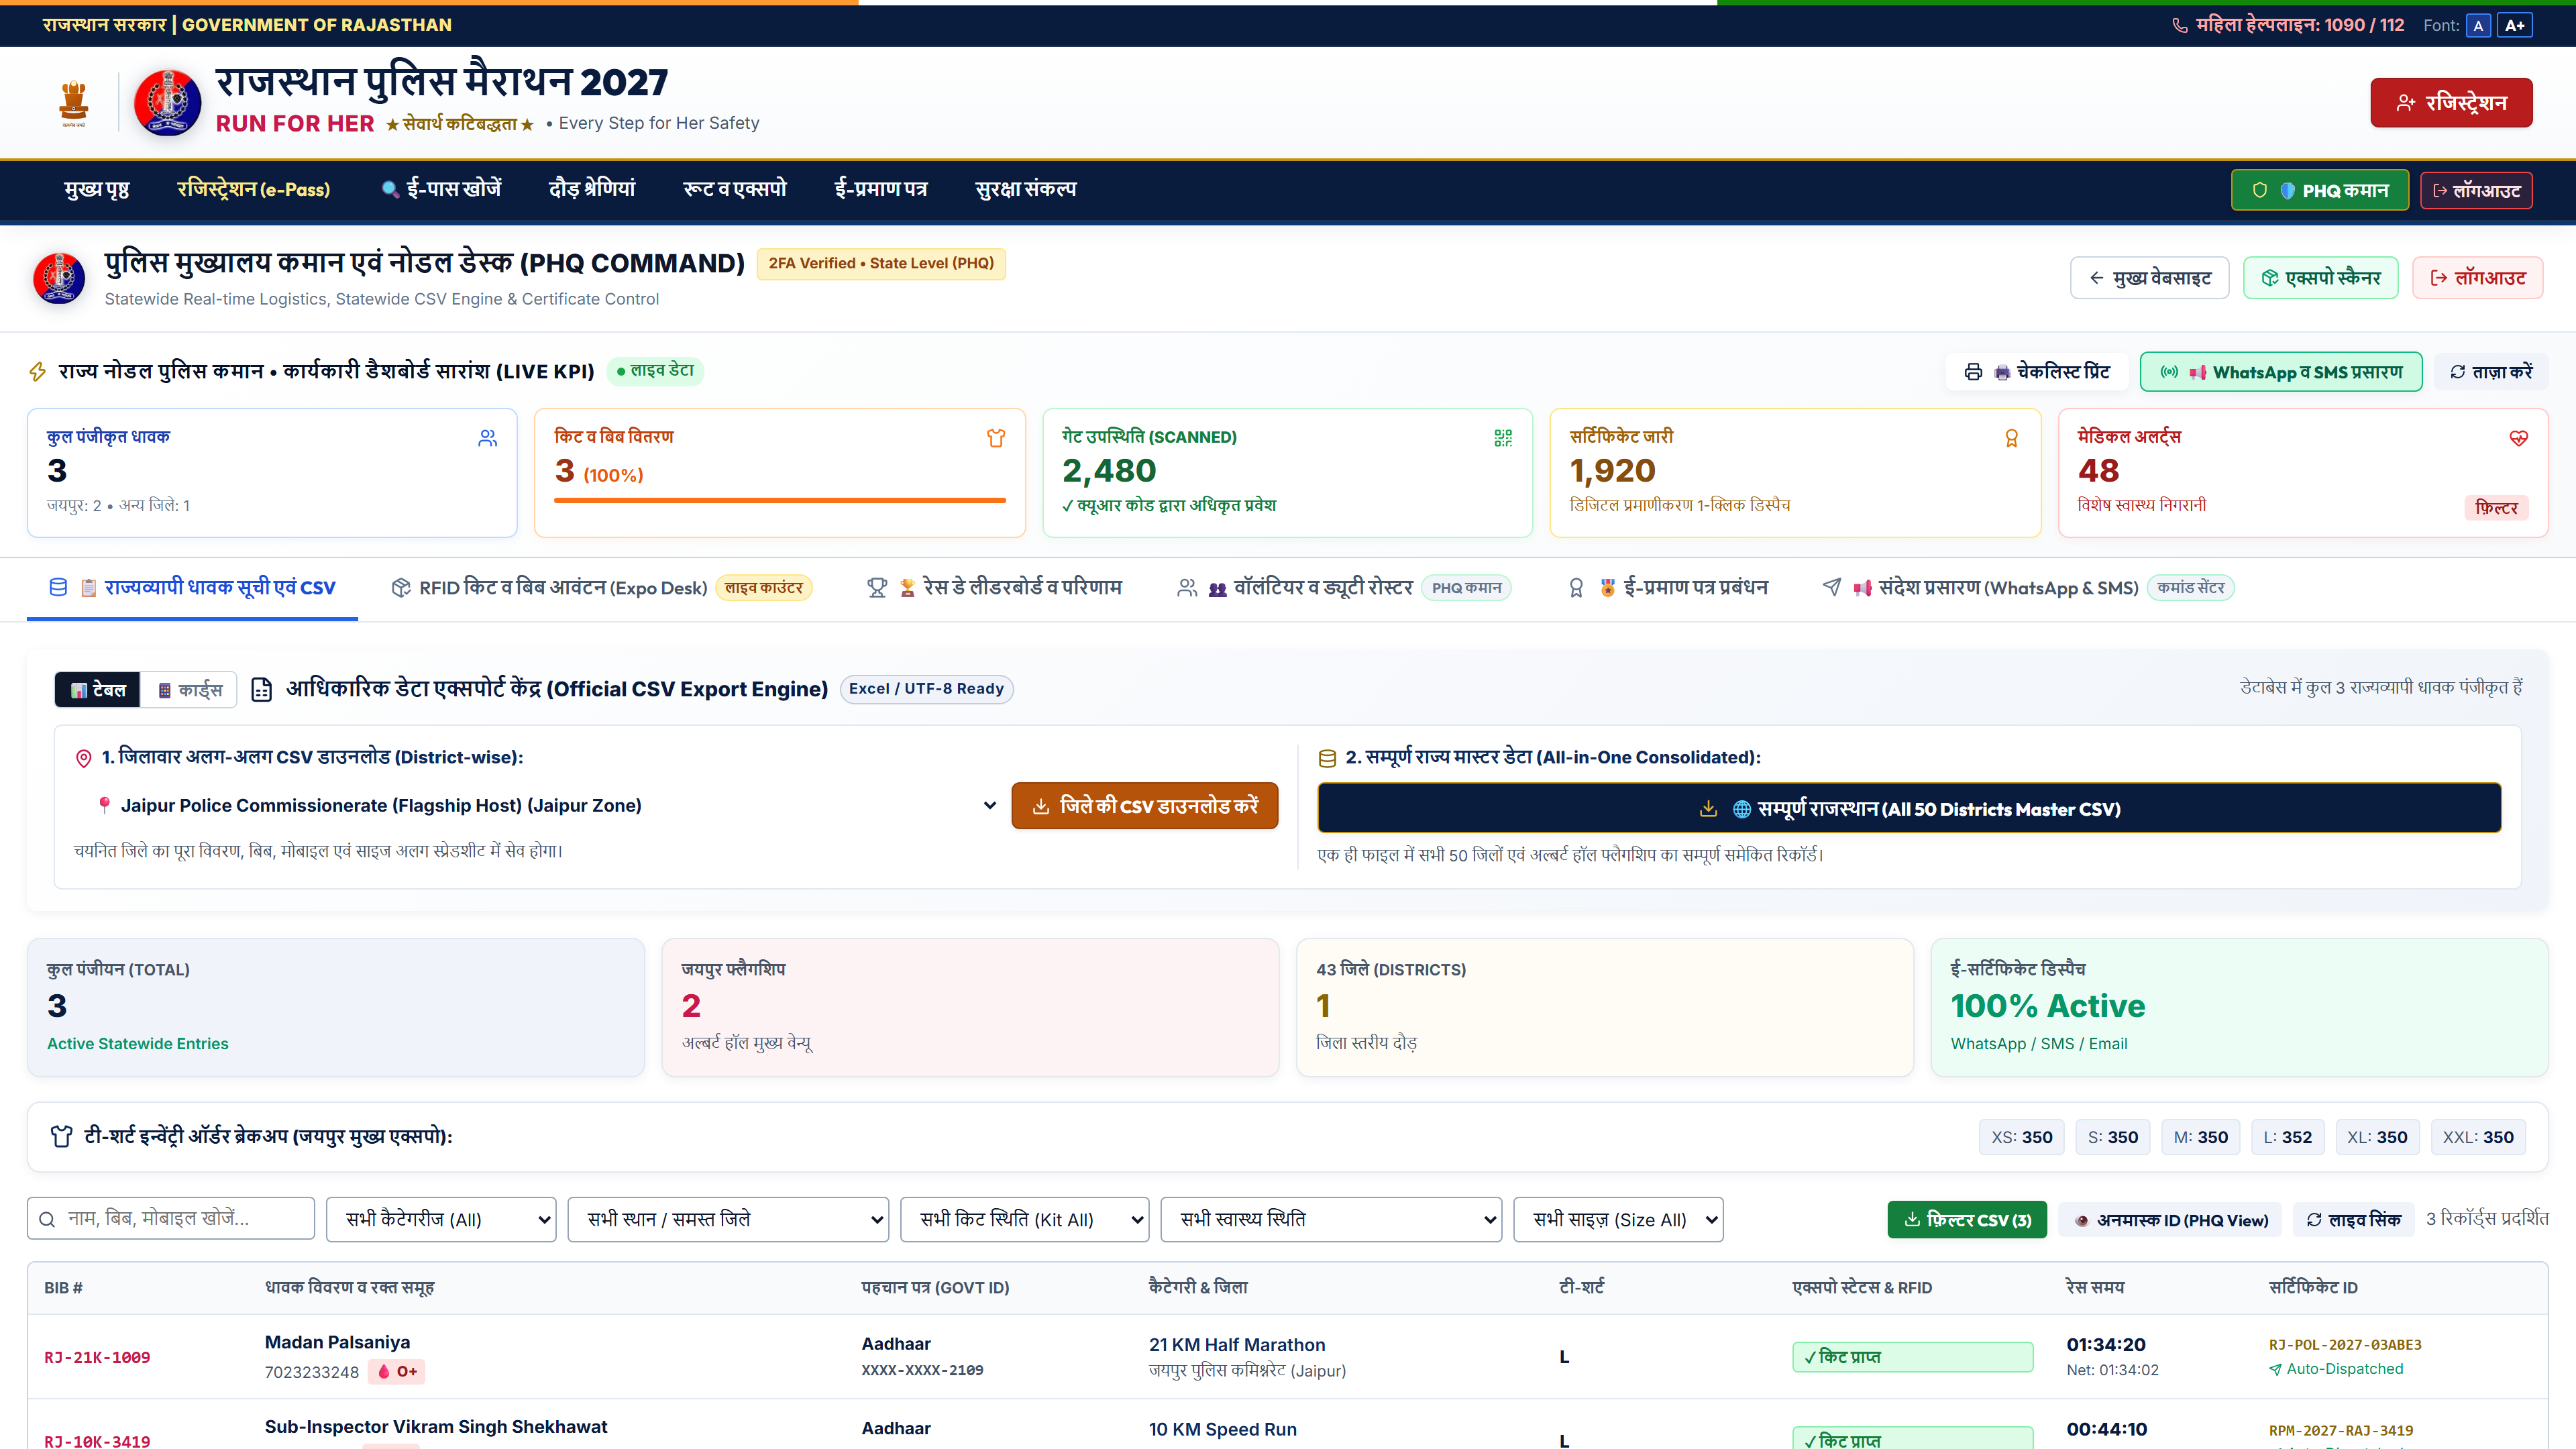 राजस्थान सरकार | GOVERNMENT OF RAJASTHAN
महिला हेल्पलाइन: 1090 / 112 Font: A A+
राजस्थान पुलिस मैराथन 2027
RUN FOR HER ★ सेवार्थ कटिबद्धता ★ • Every Step for Her Safety
रजिस्ट्रेशन
मुख्य पृष्ठ रजिस्ट्रेशन (e-Pass) 🔍 ई-पास खोजें दौड़ श्रेणियां रूट व एक्सपो ई-प्रमाण पत्र सुरक्षा संकल्प
PHQ कमान लॉगआउट
पुलिस मुख्यालय कमान एवं नोडल डेस्क (PHQ COMMAND) 2FA Verified • State Level (PHQ)
Statewide Real-time Logistics, Statewide CSV Engine & Certificate Control
← मुख्य वेबसाइट एक्सपो स्कैनर लॉगआउट
राज्य नोडल पुलिस कमान • कार्यकारी डैशबोर्ड सारांश (LIVE KPI) ● लाइव डेटा
चेकलिस्ट प्रिंट WhatsApp व SMS प्रसारण ताज़ा करें
कुल पंजीकृत धावक
3
जयपुर: 2 • अन्य जिले: 1
किट व बिब वितरण
3 (100%)
गेट उपस्थिति (SCANNED)
2,480
✓ क्यूआर कोड द्वारा अधिकृत प्रवेश
सर्टिफिकेट जारी
1,920
डिजिटल प्रमाणीकरण 1-क्लिक डिस्पैच
मेडिकल अलर्ट्स
48
विशेष स्वास्थ्य निगरानी
फ़िल्टर
राज्यव्यापी धावक सूची एवं CSV RFID किट व बिब आवंटन (Expo Desk) लाइव काउंटर रेस डे लीडरबोर्ड व परिणाम वॉलंटियर व ड्यूटी रोस्टर PHQ कमान ई-प्रमाण पत्र प्रबंधन संदेश प्रसारण (WhatsApp & SMS) कमांड सेंटर
टेबल कार्ड्स आधिकारिक डेटा एक्सपोर्ट केंद्र (Official CSV Export Engine) Excel / UTF-8 Ready
डेटाबेस में कुल 3 राज्यव्यापी धावक पंजीकृत हैं
1. जिलावार अलग-अलग CSV डाउनलोड (District-wise):
Jaipur Police Commissionerate (Flagship Host) (Jaipur Zone)
जिले की CSV डाउनलोड करें
चयनित जिले का पूरा विवरण, बिब, मोबाइल एवं साइज अलग स्प्रेडशीट में सेव होगा।
2. सम्पूर्ण राज्य मास्टर डेटा (All-in-One Consolidated):
सम्पूर्ण राजस्थान (All 50 Districts Master CSV)
एक ही फाइल में सभी 50 जिलों एवं अल्बर्ट हॉल फ्लैगशिप का सम्पूर्ण समेकित रिकॉर्ड।
कुल पंजीयन (TOTAL)
3
Active Statewide Entries
जयपुर फ्लैगशिप
2
अल्बर्ट हॉल मुख्य वेन्यू
43 जिले (DISTRICTS)
1
जिला स्तरीय दौड़
ई-सर्टिफिकेट डिस्पैच
100% Active
WhatsApp / SMS / Email
टी-शर्ट इन्वेंट्री ऑर्डर ब्रेकअप (जयपुर मुख्य एक्सपो):
XS: 350 S: 350 M: 350 L: 352 XL: 350 XXL: 350
नाम, बिब, मोबाइल खोजें... सभी कैटेगरीज (All) सभी स्थान / समस्त जिले सभी किट स्थिति (Kit All) सभी स्वास्थ्य स्थिति सभी साइज़ (Size All)
फ़िल्टर CSV (3) अनमास्क ID (PHQ View) लाइव सिंक 3 रिकॉर्ड्स प्रदर्शित
BIB # धावक विवरण व रक्त समूह पहचान पत्र (GOVT ID) कैटेगरी & जिला टी-शर्ट एक्सपो स्टेटस & RFID रेस समय सर्टिफिकेट ID
RJ-21K-1009
Madan Palsaniya
7023233248 O+
Aadhaar
XXXX-XXXX-2109
21 KM Half Marathon
जयपुर पुलिस कमिश्नरेट (Jaipur)
L
✓ किट प्राप्त
01:34:20
Net: 01:34:02
RJ-POL-2027-03ABE3
Auto-Dispatched
RJ-10K-3419
Sub-Inspector Vikram Singh Shekhawat
Aadhaar
10 KM Speed Run
L
✓ किट प्राप्त
00:44:10
RPM-2027-RAJ-3419